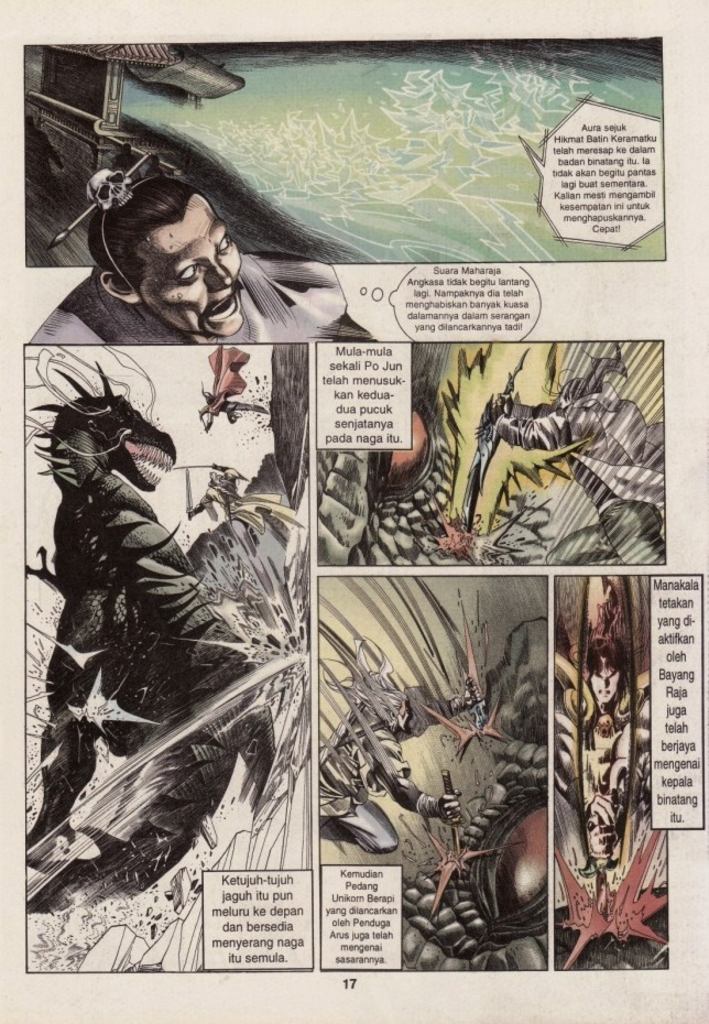 Aura sejuk
Hikmat Batin Keramatku
telah meresap ke dalam
badan binatang itu. Ia
tidak akan begitu pantas
lagi buat sementara.
Kalian mesti mengambil
kesempatan ini untuk
menghapuskannya.
Cepat!
Suara Maharaja
Angkasa tidak begitu lantang
lagi. Nampaknya dia telah
menghabiskan banyak kuasa
dalamannya dalam serangan
yang dilancarkannya tadi!
Mula-mula
sekali Po Jun
telah menusuk-
kan kedua-
dua pucuk
senjatanya
pada naga itu.
Ketujuh-tujuh
jaguh itu pun
meluru ke depan
dan bersedia
menyerang naga
itu semula.
Kemudian
Pedang
Unikorn Berapi
yang dilancarkan
oleh Penduga
Arus juga telah
mengenai
sasarannya.
Manakala
tetakan
yang di-
aktifkan
oleh
Bayang
Raja
juga
telah
berjaya
mengenai
kepala
binatang
itu.
17